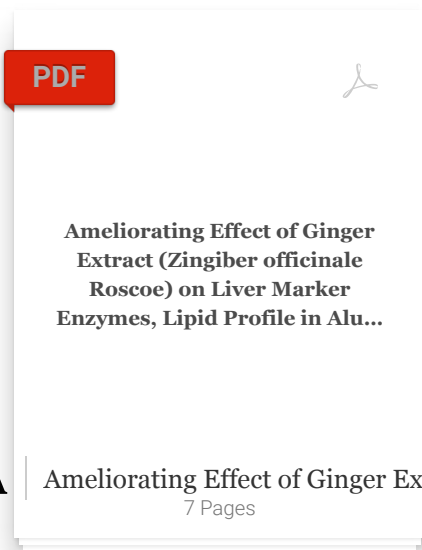 PDF
Ameliorating Effect of Ginger
Extract (Zingiber officinale
Roscoe) on Liver Marker
Enzymes, Lipid Profile in Alu...
Ameliorating Effect of Ginger Ex
7 Pages